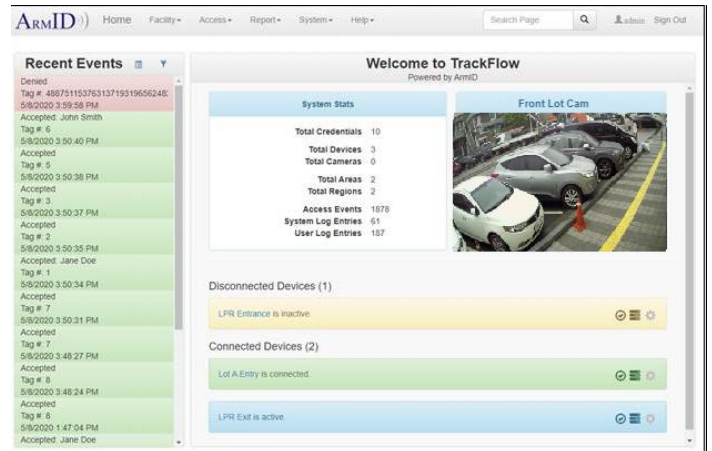 ArmID
Home Facility Access Report System Help Search Page admin Sign Out
Recent Events
Denied
5/8/2020 3:59:58 PM
Accepted: John Smith
Tag #: 6
5/8/2020 3:50:40 PM
Accepted
Tag #: 5
5/8/2020 3:50:38 PM
Accepted
Tag #: 3
5/8/2020 3:50:37 PM
Accepted
Tag #: 2
5/8/2020 3:50:35 PM
Accepted: Jane Doe
Tag #: 1
5/8/2020 3:50:34 PM
Accepted
Tag #: 7
5/8/2020 3:50:31 PM
Accepted
Tag #: 7
5/8/2020 3:48:27 PM
Accepted
Tag #: 8
5/8/2020 3:48:24 PM
Accepted
Tag #: 8
5/8/2020 1:47:04 PM
Accepted: Jane Doe
Welcome to TrackFlow
Powered by ArmID
System Stats
Total Credentials 10
Total Devices 3
Total Cameras 0
Total Areas 2
Total Regions 2
Access Events 1878
System Log Entries 61
User Log Entries 187
Front Lot Cam
Disconnected Devices (1)
LPR Entrance is inactive.
Connected Devices (2)
Lot A Entry is connected.
LPR Exit is active.